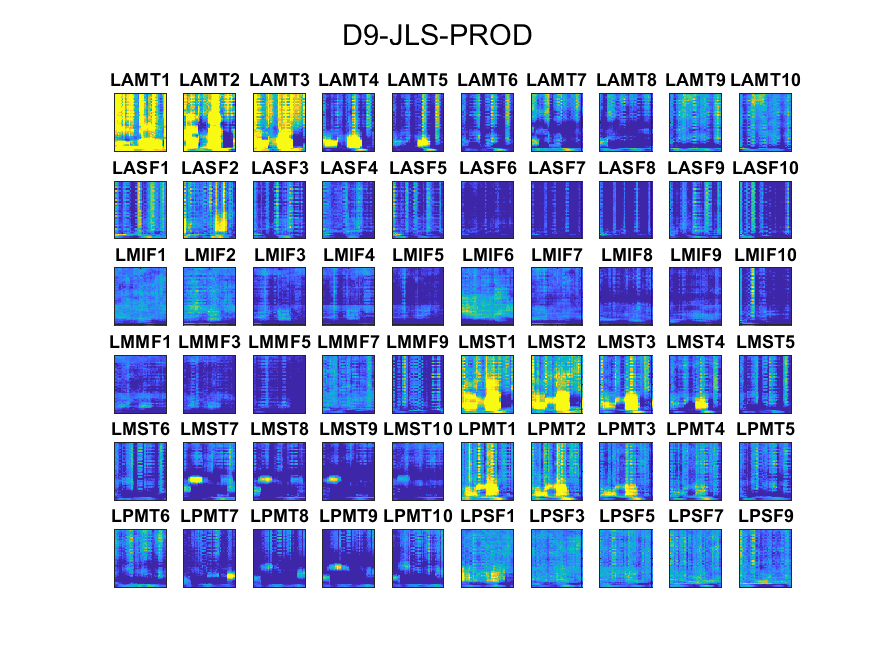 D9-JLS-PROD
LAMT1 LAMT2 LAMT3 LAMT4 LAMT5 LAMT6 LAMT7 LAMT8 LAMT9 LAMT10
LASF1 LASF2 LASF3 LASF4 LASF5 LASF6 LASF7 LASF8 LASF9 LASF10
LMIF1 LMIF2 LMIF3 LMIF4 LMIF5 LMIF6 LMIF7 LMIF8 LMIF9 LMIF10
LMMF1 LMMF3 LMMF5 LMMF7 LMMF9 LMST1 LMST2 LMST3 LMST4 LMST5
LMST6 LMST7 LMST8 LMST9 LMST10 LPMT1 LPMT2 LPMT3 LPMT4 LPMT5
LPMT6 LPMT7 LPMT8 LPMT9 LPMT10 LPSF1 LPSF3 LPSF5 LPSF7 LPSF9